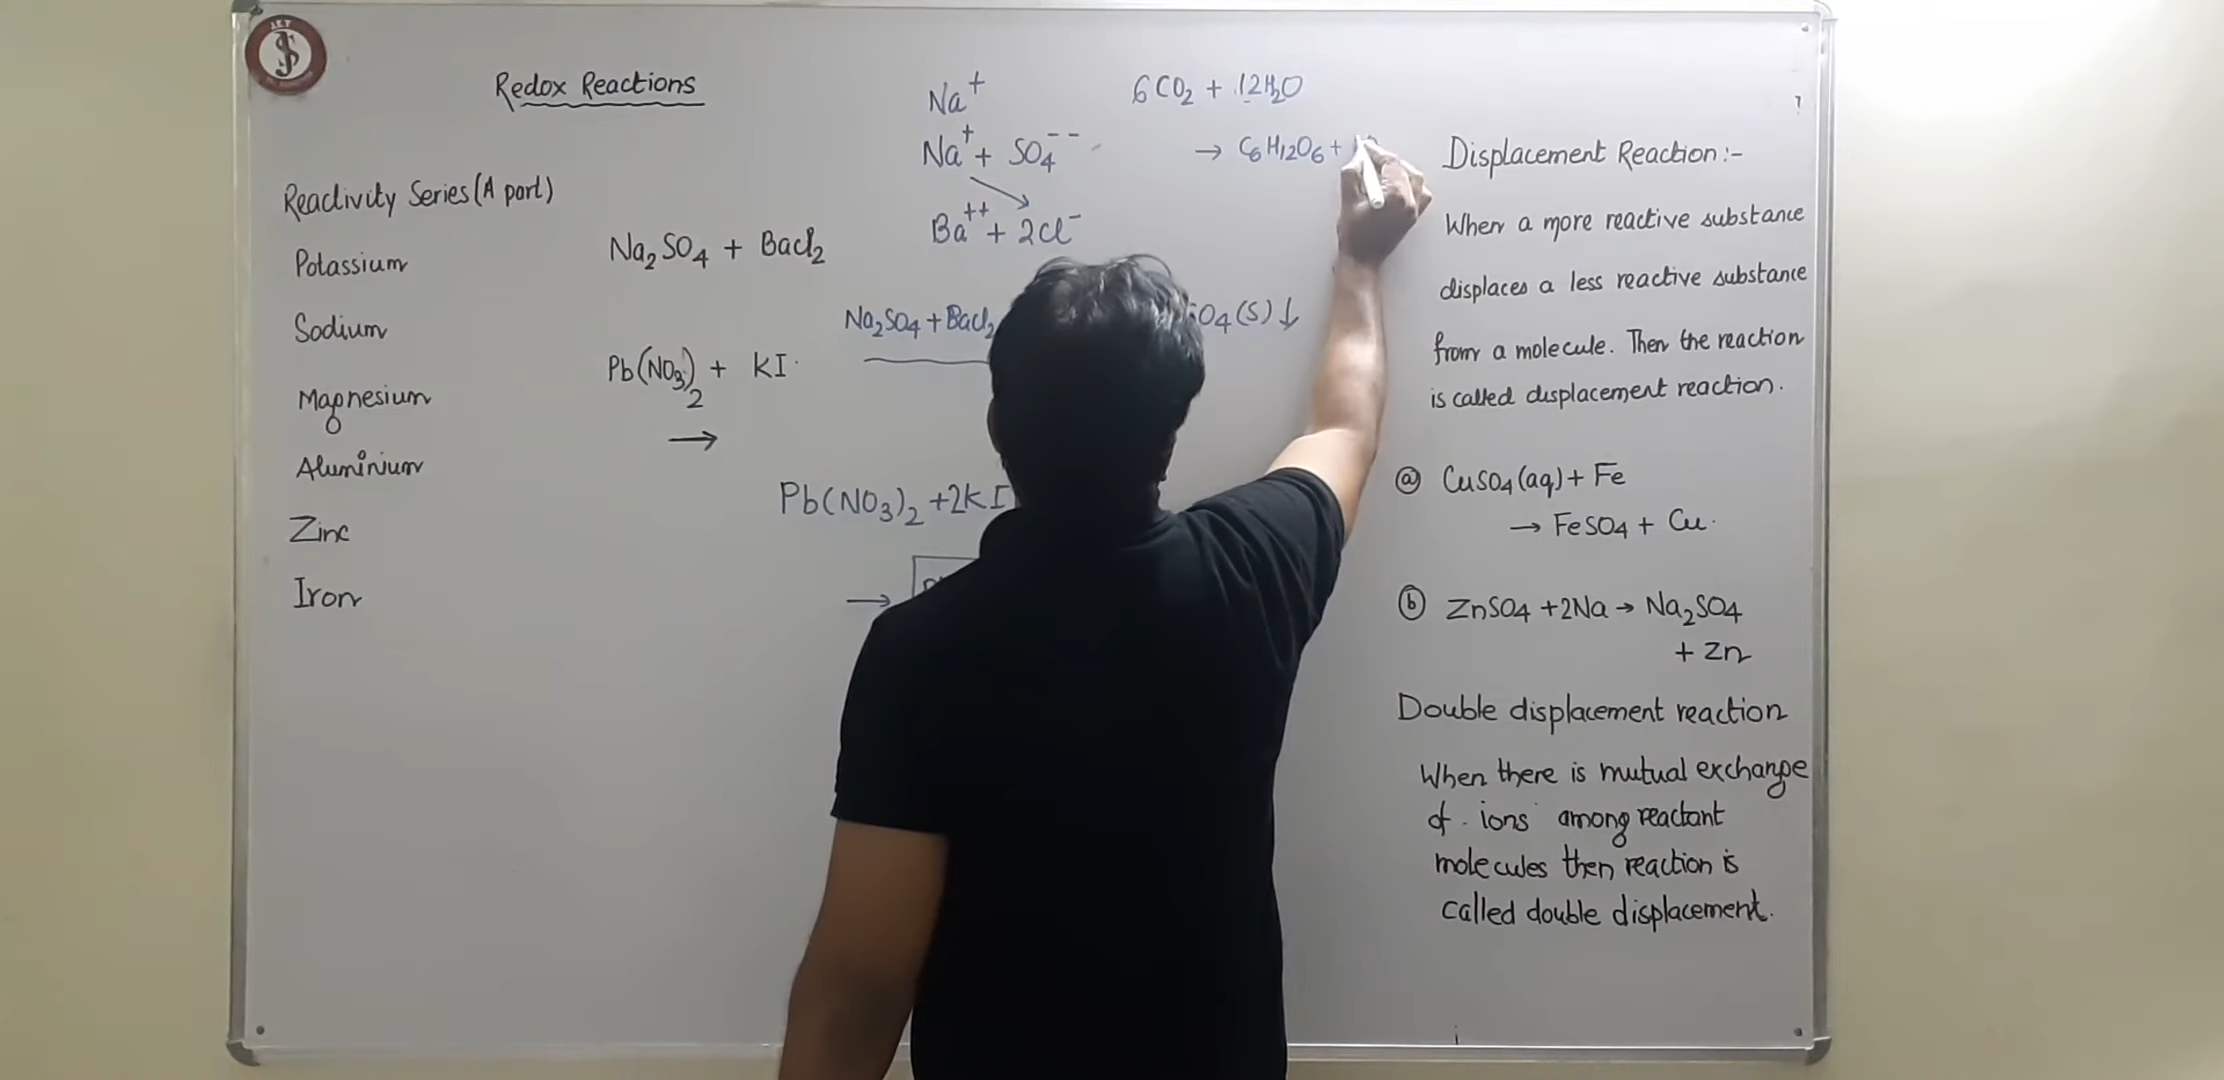 Redox Reactions
Reactivity Series (A part)
Potassium
Sodium
Magnesium
Aluminium
Zinc
Iron
Na₂SO₄ + Bacl₂
Pb(NO₃)₂ + KI
→
Na⁺
Na⁺ + SO₄⁻⁻
Ba⁺⁺ + 2cl⁻
Na₂SO₄ + Bacl₂
O₄(s)↓
Pb(NO₃)₂ + 2KI
→
6CO₂ + 12H₂O
→ C₆H₁₂O₆ +
Displacement Reaction :-
When a more reactive substance
displaces a less reactive substance
from a molecule. Then the reaction
is called displacement reaction.
ⓐ CuSO₄(aq) + Fe
→ FeSO₄ + Cu.
ⓑ ZnSO₄ + 2Na → Na₂SO₄
+ Zn
Double displacement reaction
When there is mutual exchange
of ions among reactant
molecules then reaction is
called double displacement.